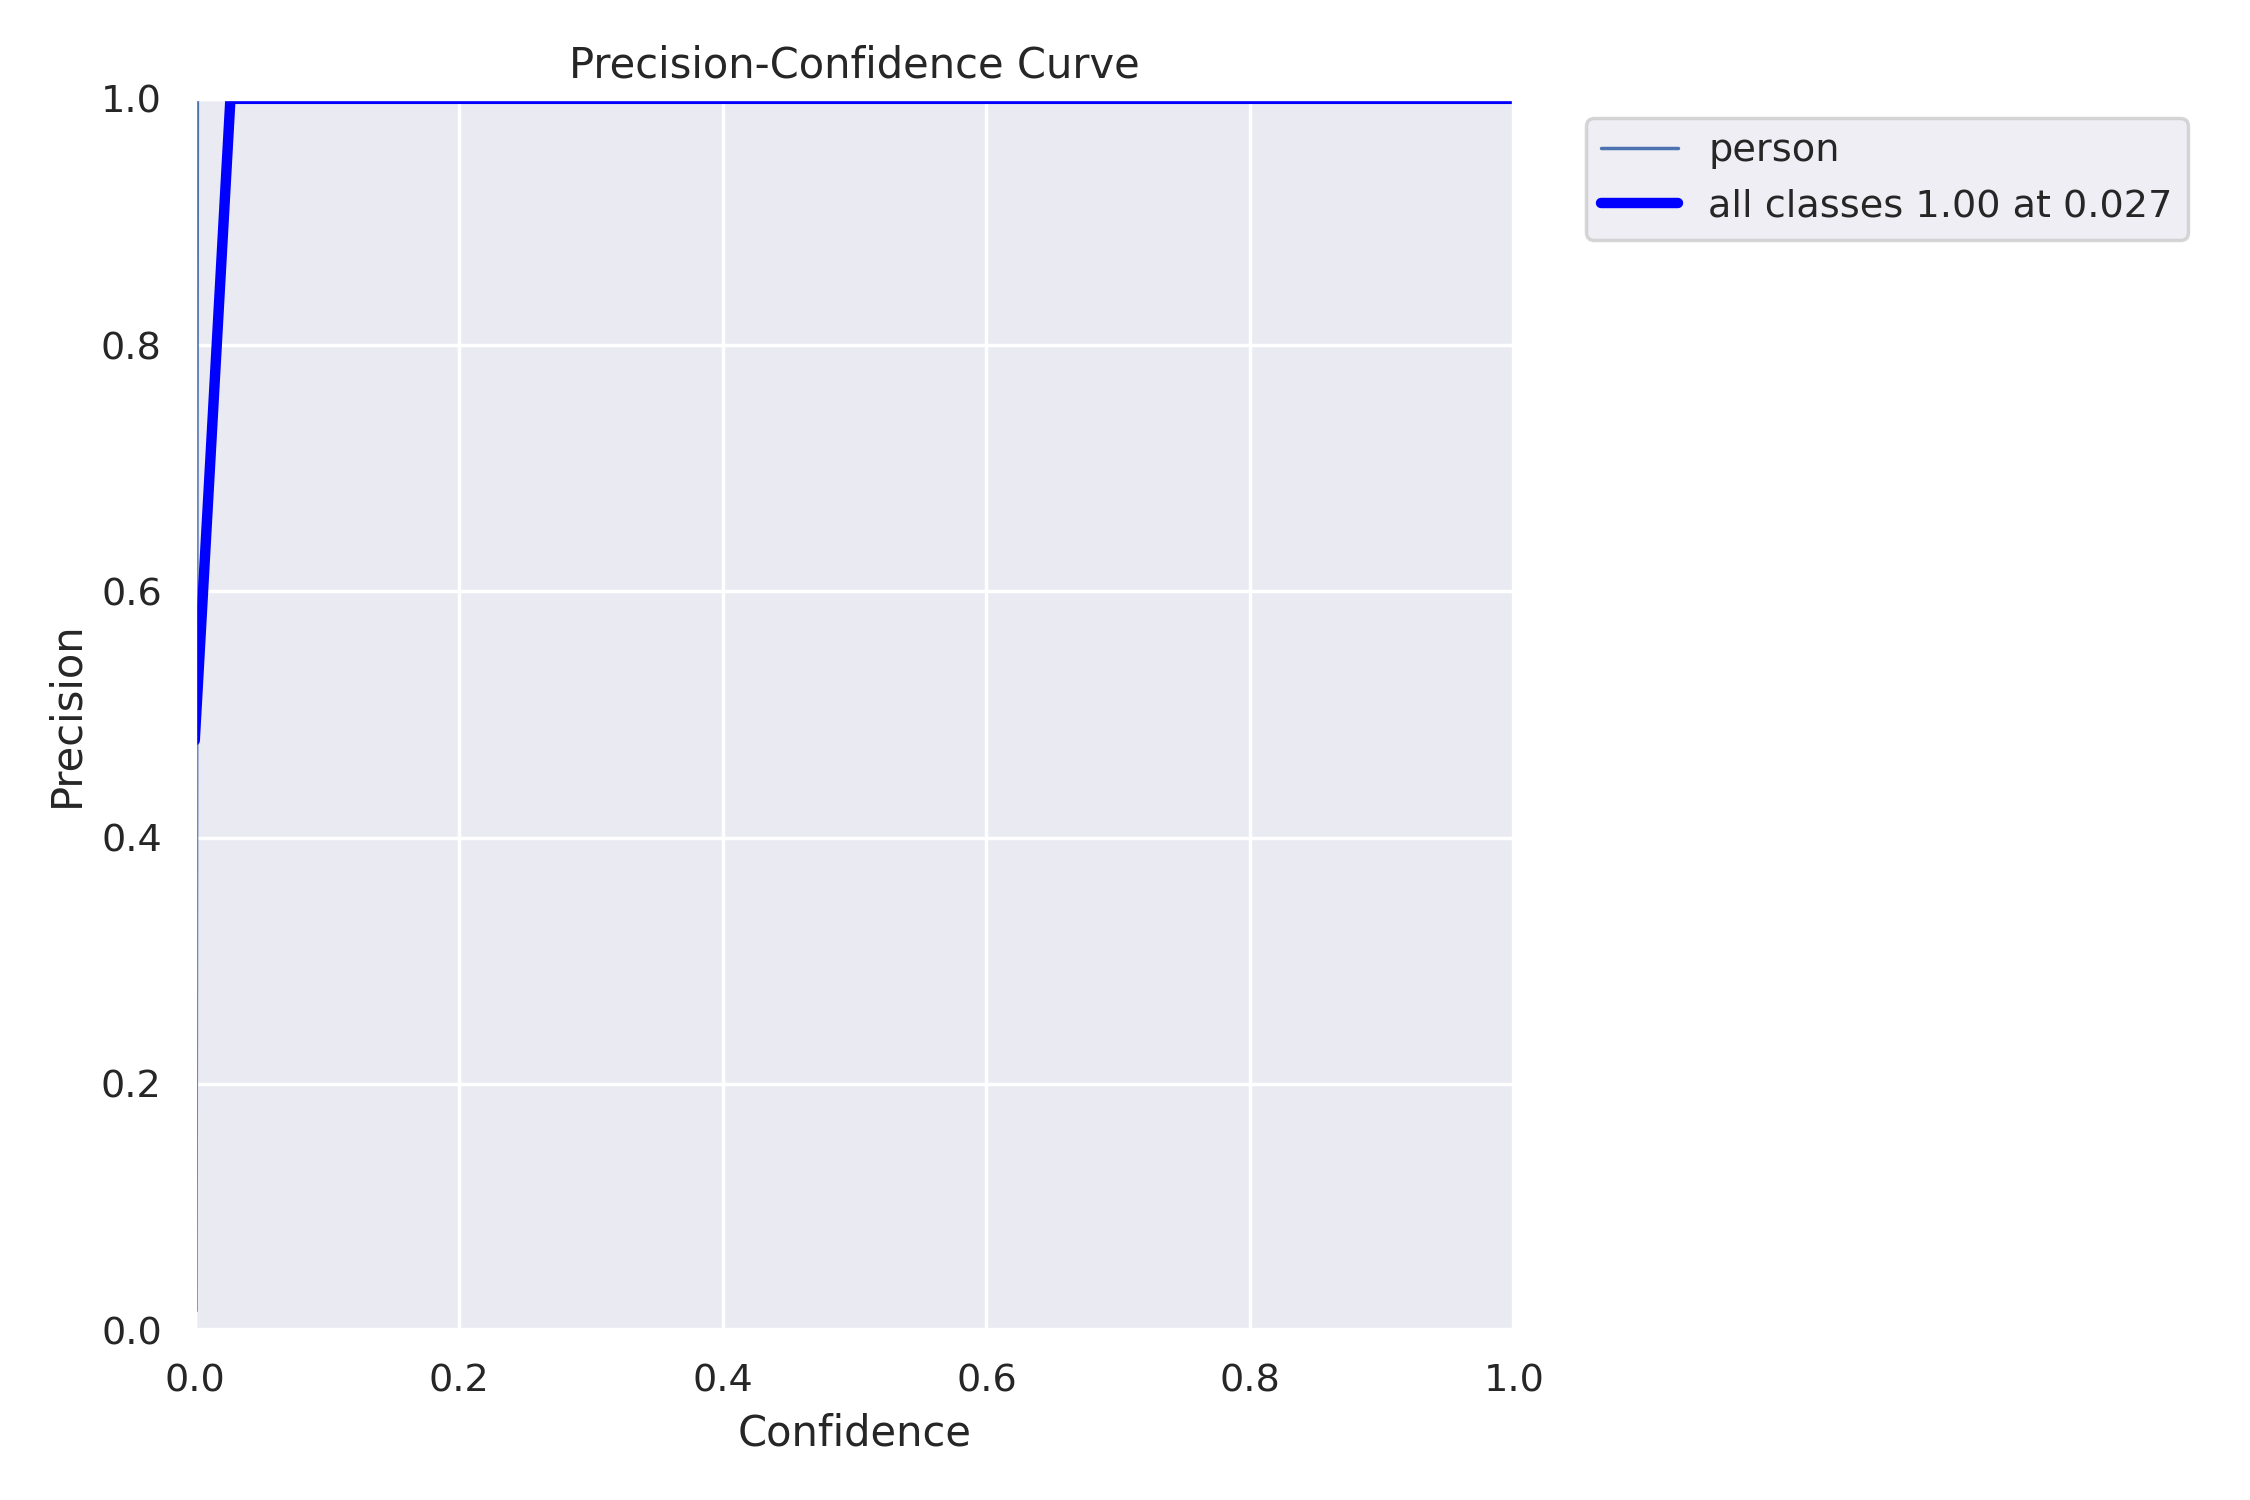 Precision-Confidence Curve
1.0
0.8
0.6
0.4
0.2
0.0
Precision
0.0 0.2 0.4 0.6 0.8 1.0
Confidence
person
all classes 1.00 at 0.027